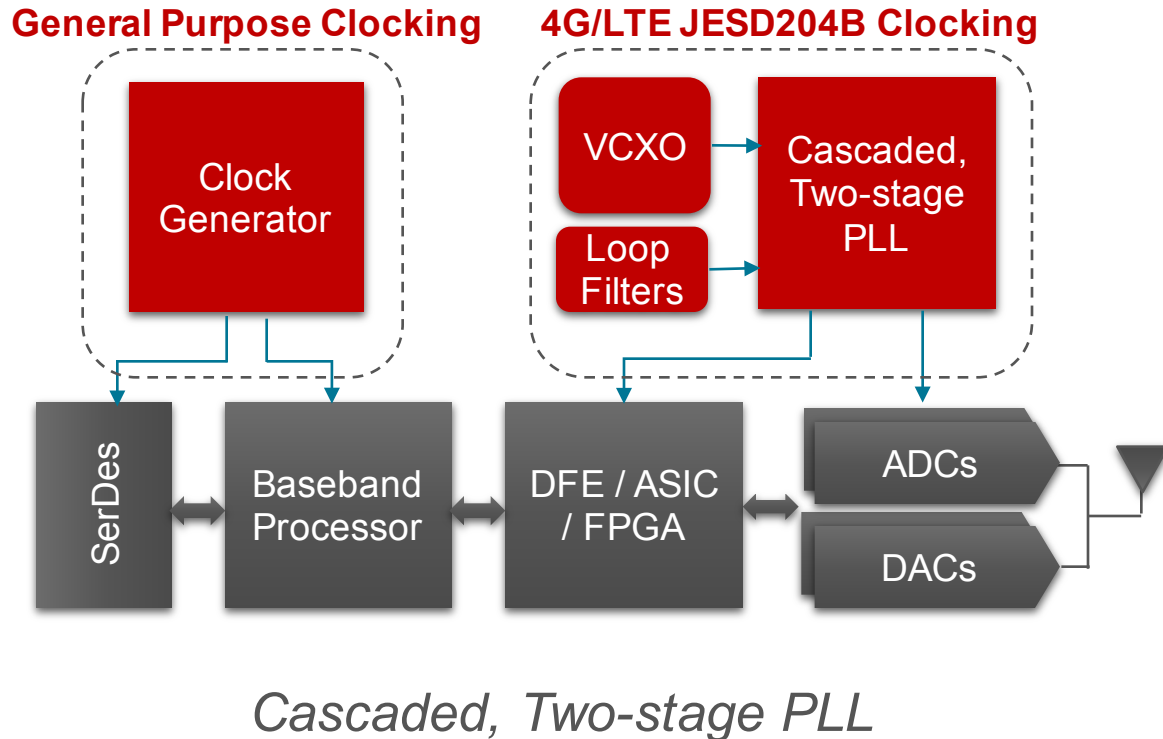 General Purpose Clocking
4G/LTE JESD204B Clocking
Clock
Generator
VCXO
Loop
Filters
Cascaded,
Two-stage
PLL
SerDes
Baseband
Processor
DFE / ASIC
/ FPGA
ADCs
DACs
Cascaded, Two-stage PLL